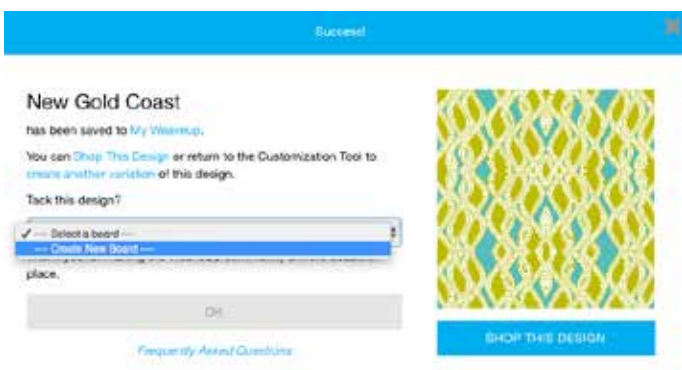 Success!
New Gold Coast
has been saved to My Weaveup.
You can Shop This Design or return to the Customization Tool to
create another variation of this design.
Tack this design?
✓ --- Select a board ---
--- Create New Board ---
place.
OK
Frequently Asked Questions
SHOP THIS DESIGN